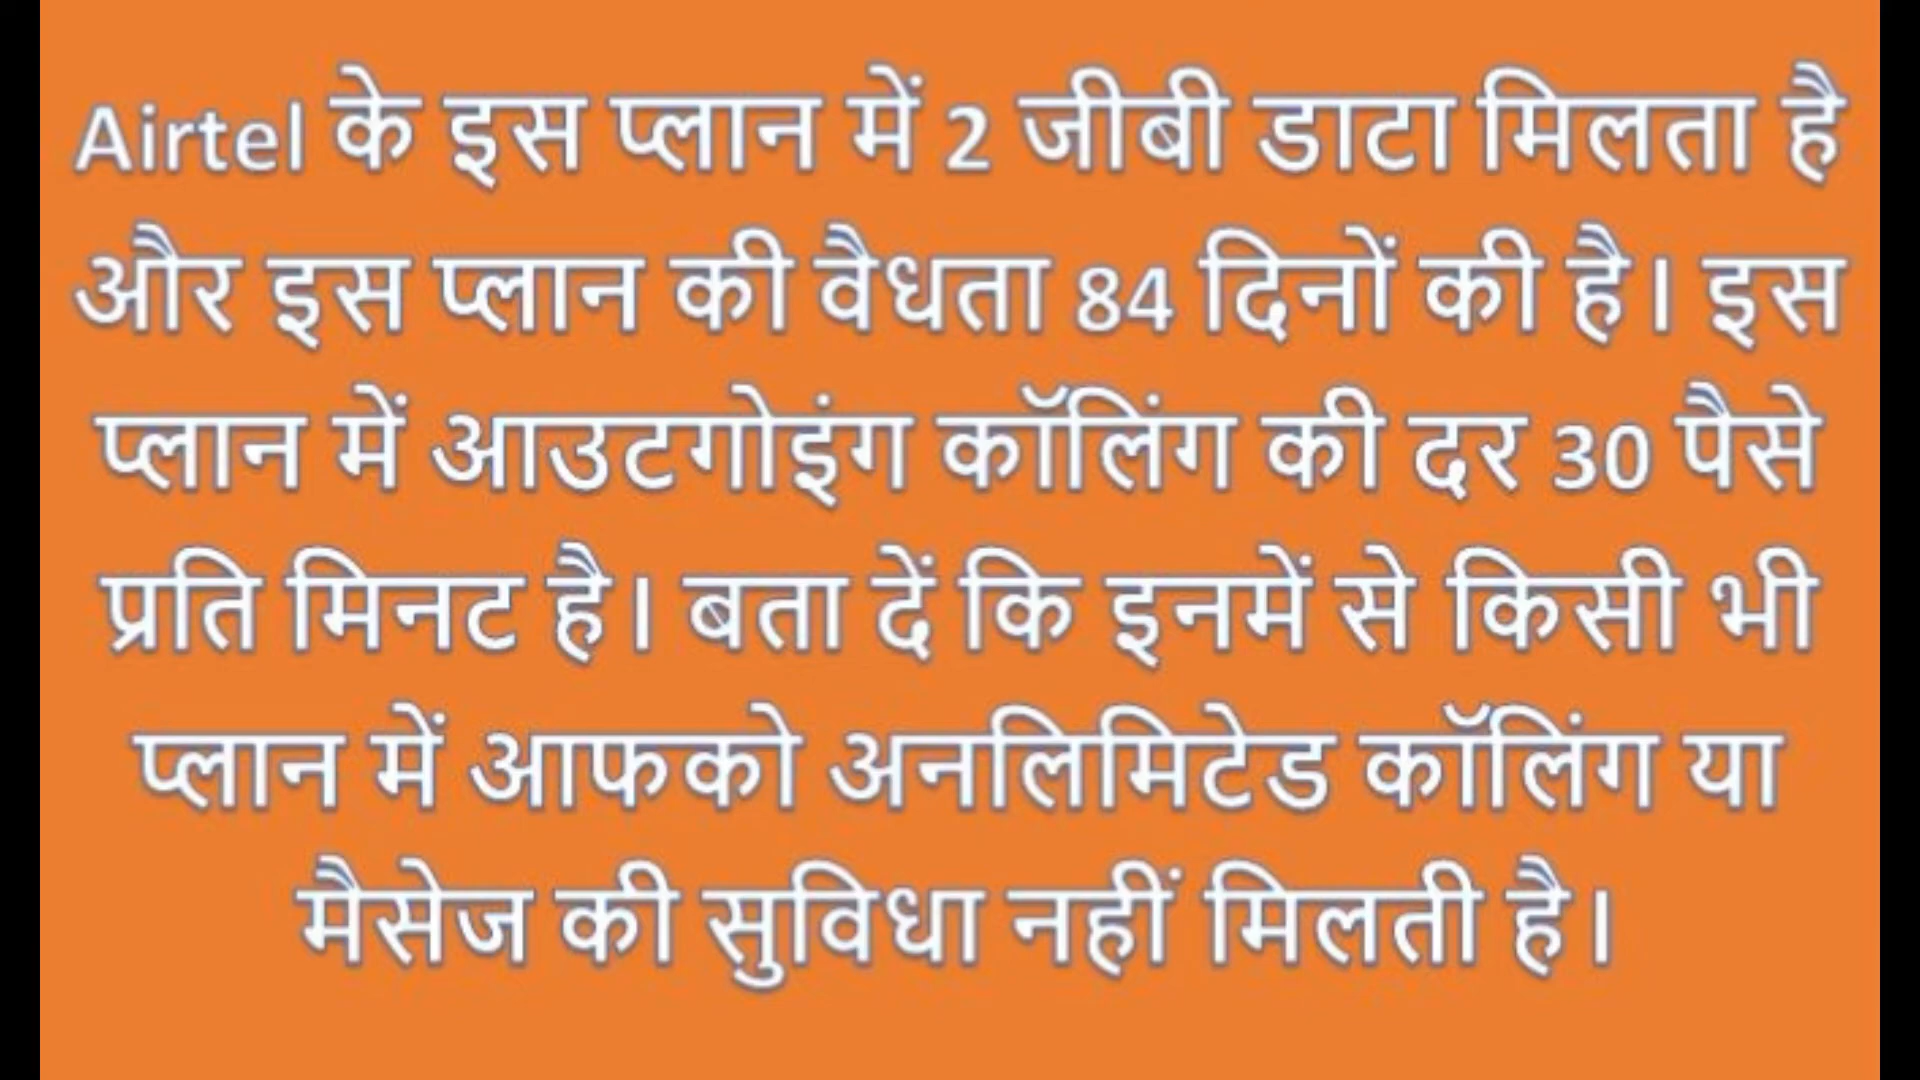 Airtel के इस प्लान में 2 जीबी डाटा मिलता है
और इस प्लान की वैधता 84 दिनों की है। इस
प्लान में आउटगोइंग कॉलिंग की दर 30 पैसे
प्रति मिनट है। बता दें कि इनमें से किसी भी
प्लान में आफको अनलिमिटेड कॉलिंग या
मैसेज की सुविधा नहीं मिलती है।